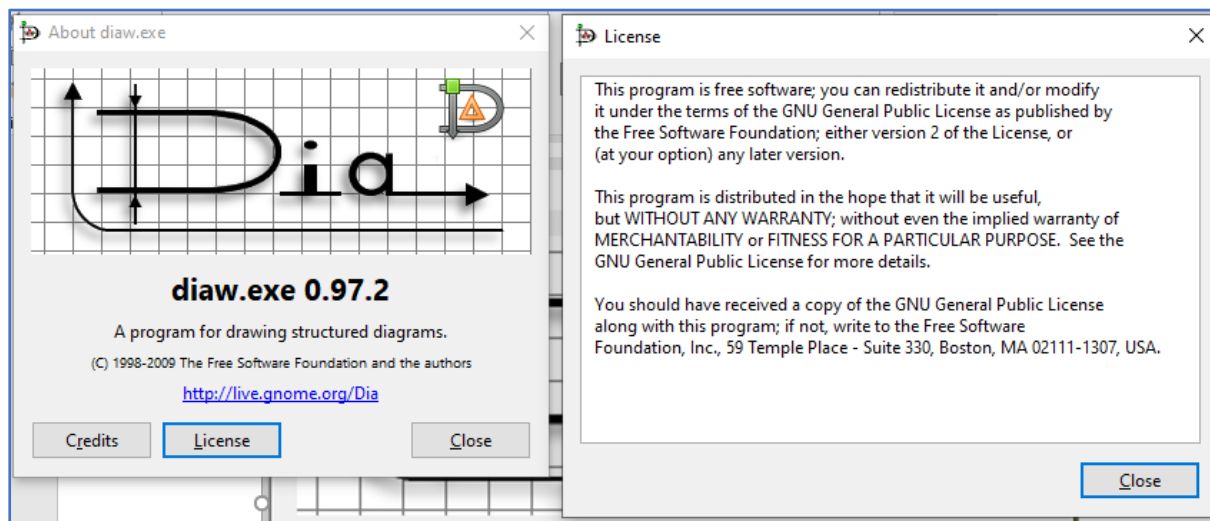 About diaw.exe
Dia
diaw.exe 0.97.2
A program for drawing structured diagrams.
(C) 1998-2009 The Free Software Foundation and the authors
http://live.gnome.org/Dia
Credits
License
Close
License
This program is free software; you can redistribute it and/or modify
it under the terms of the GNU General Public License as published by
the Free Software Foundation; either version 2 of the License, or
(at your option) any later version.
This program is distributed in the hope that it will be useful,
but WITHOUT ANY WARRANTY; without even the implied warranty of
MERCHANTABILITY or FITNESS FOR A PARTICULAR PURPOSE.  See the
GNU General Public License for more details.
You should have received a copy of the GNU General Public License
along with this program; if not, write to the Free Software
Foundation, Inc., 59 Temple Place - Suite 330, Boston, MA 02111-1307, USA.
Close